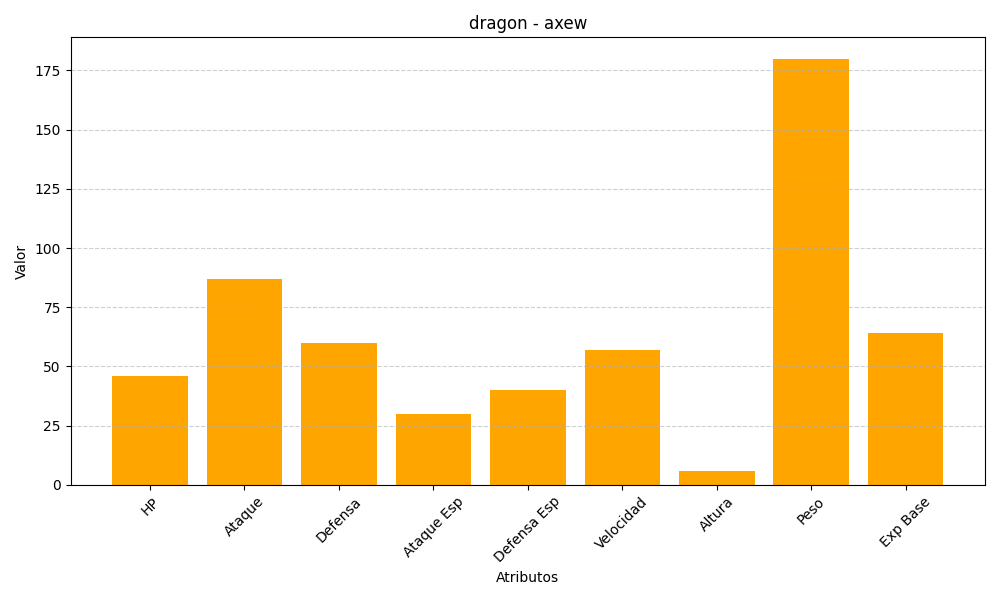 dragon - axew
Valor
175
150
125
100
75
50
25
0
HP
Ataque
Defensa
Ataque Esp
Defensa Esp
Velocidad
Altura
Peso
Exp Base
Atributos